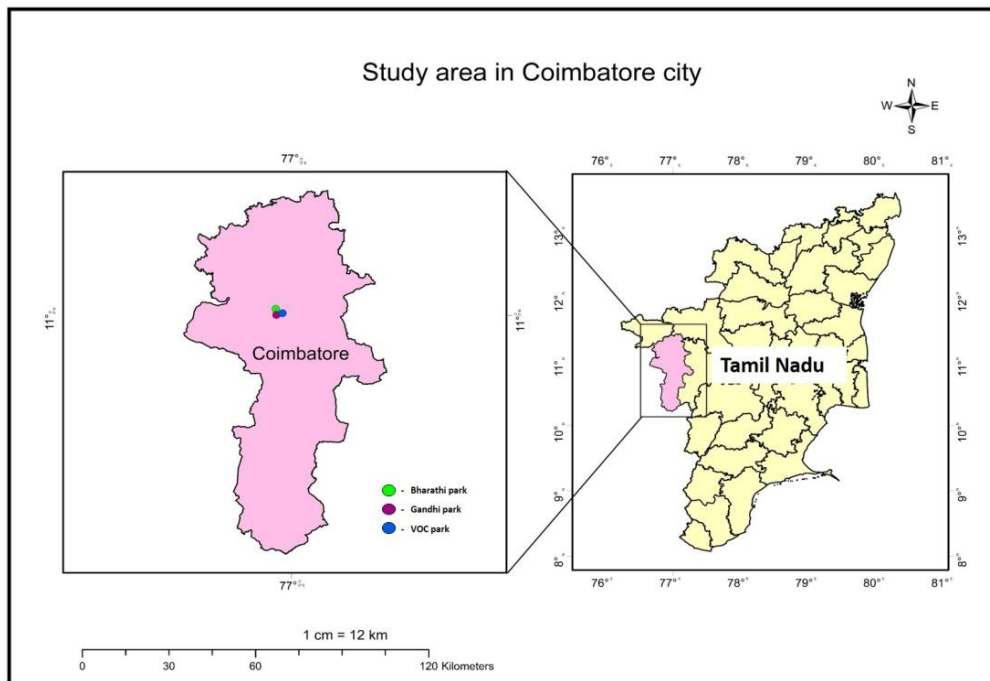 Study area in Coimbatore city
N
W E
S
77°
76° 77° 78° 79° 80° 81°
13° 13°
12° 12°
11° 11°
Coimbatore
Tamil Nadu
11° 11°
10° 10°
- Bharathi park
- Gandhi park
- VOC park
9° 9°
8° 8°
77°
76° 77° 78° 79° 80° 81°
1 cm = 12 km
0 30 60 120 Kilometers